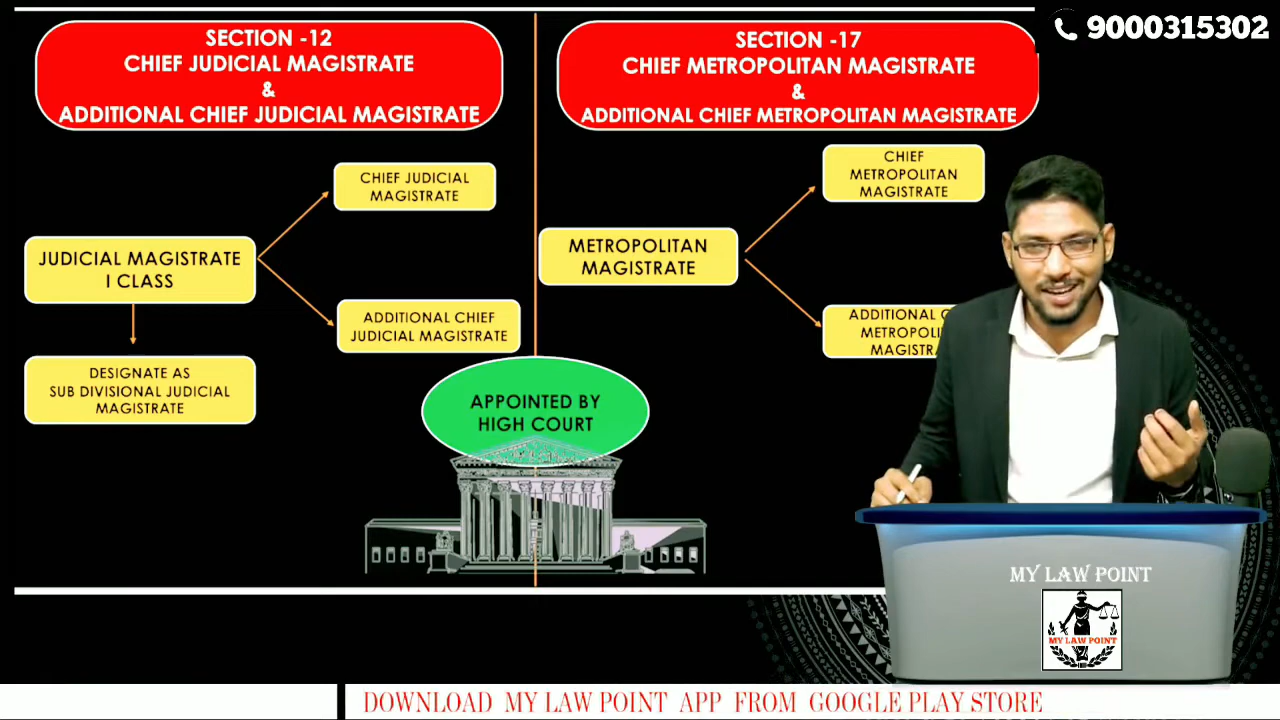 9000315302
SECTION -12
CHIEF JUDICIAL MAGISTRATE
&
ADDITIONAL CHIEF JUDICIAL MAGISTRATE
SECTION -17
CHIEF METROPOLITAN MAGISTRATE
&
ADDITIONAL CHIEF METROPOLITAN MAGISTRATE
JUDICIAL MAGISTRATE
I CLASS
CHIEF JUDICIAL
MAGISTRATE
ADDITIONAL CHIEF
JUDICIAL MAGISTRATE
DESIGNATE AS
SUB DIVISIONAL JUDICIAL
MAGISTRATE
METROPOLITAN
MAGISTRATE
CHIEF
METROPOLITAN
MAGISTRATE
ADDITIONAL
APPOINTED BY
HIGH COURT
MY LAW POINT
MY LAW POINT
DOWNLOAD MY LAW POINT APP FROM GOOGLE PLAY STORE